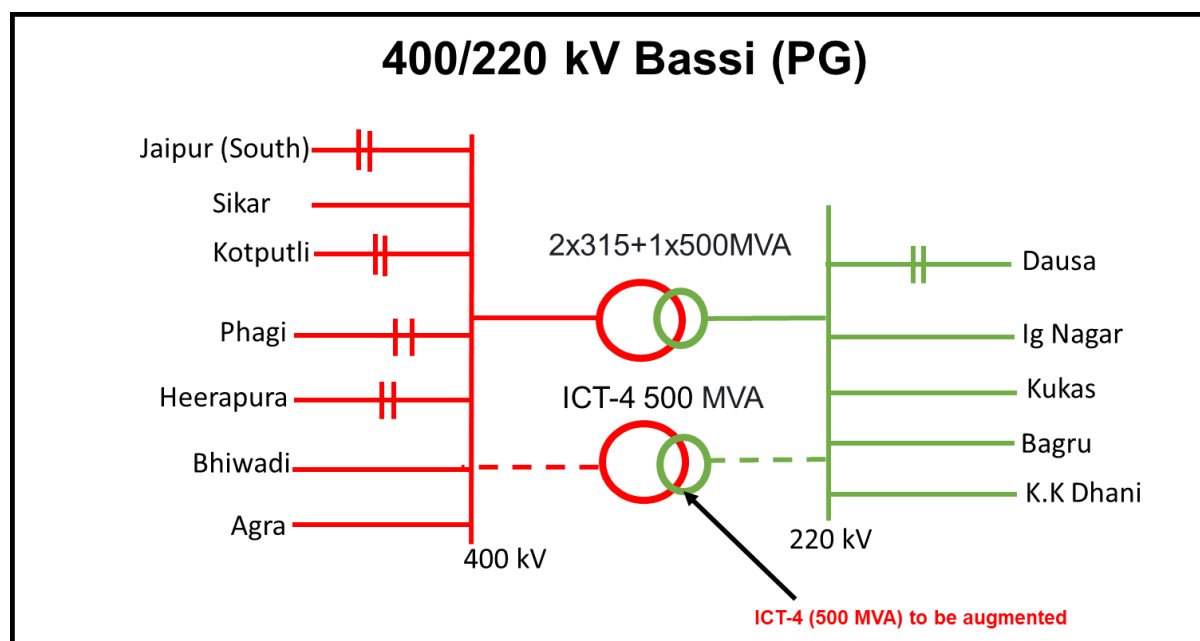 400/220 kV Bassi (PG)
Jaipur (South)
Sikar
Kotputli
Phagi
Heerapura
Bhiwadi
Agra
400 kV
2x315+1x500MVA
ICT-4 500 MVA
220 kV
Dausa
Ig Nagar
Kukas
Bagru
K.K Dhani
ICT-4 (500 MVA) to be augmented